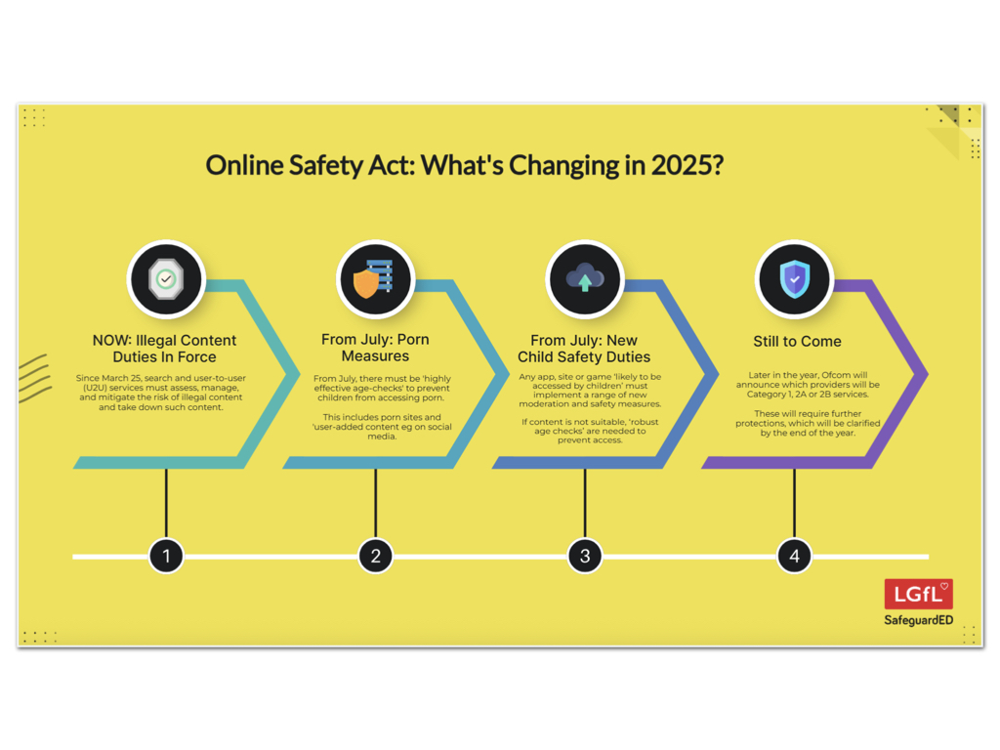 Online Safety Act: What's Changing in 2025?
NOW: Illegal Content
Duties In Force
Since March 25, search and user-to-user
(U2U) services must assess, manage,
and mitigate the risk of illegal content
and take down such content.
From July: Porn
Measures
From July, there must be 'highly
effective age-checks' to prevent
children from accessing porn.
This includes porn sites and
'user-added content eg on social
media.
From July: New
Child Safety Duties
Any app, site or game 'likely to be
accessed by children' must
implement a range of new
moderation and safety measures.
If content is not suitable, 'robust
age checks' are needed to
prevent access.
Still to Come
Later in the year, Ofcom will
announce which providers will be
Category 1, 2A or 2B services.
These will require further
protections, which will be clarified
by the end of the year.
1
2
3
4
LGfL
SafeguardED